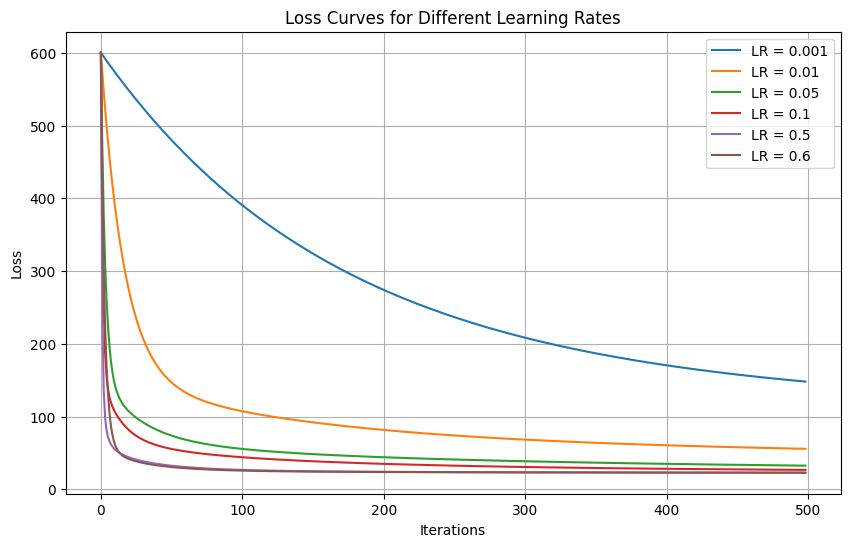 Loss Curves for Different Learning Rates
LR = 0.001
LR = 0.01
LR = 0.05
LR = 0.1
LR = 0.5
LR = 0.6
Loss
600
500
400
300
200
100
0
0
100
200
300
400
500
Iterations